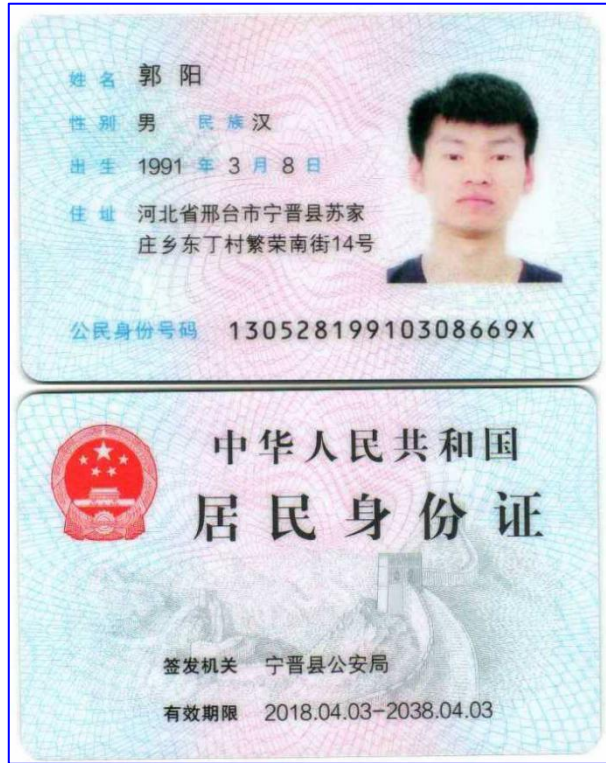 姓名 郭阳
性别 男 民族 汉
出生 1991 年 3 月 8 日
住址 河北省邢台市宁晋县苏家
庄乡东丁村繁荣南街14号
公民身份号码 13052819910308669X
中华人民共和国
居民身份证
签发机关 宁晋县公安局
有效期限 2018.04.03-2038.04.03